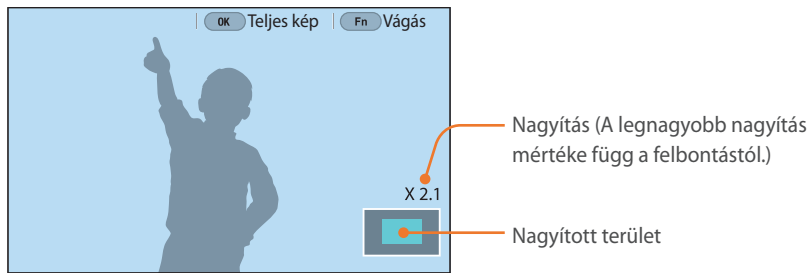 OK Teljes kép Fn Vágás
Nagyítás (A legnagyobb nagyítás
mértéke függ a felbontástól.)
X 2.1
Nagyított terület